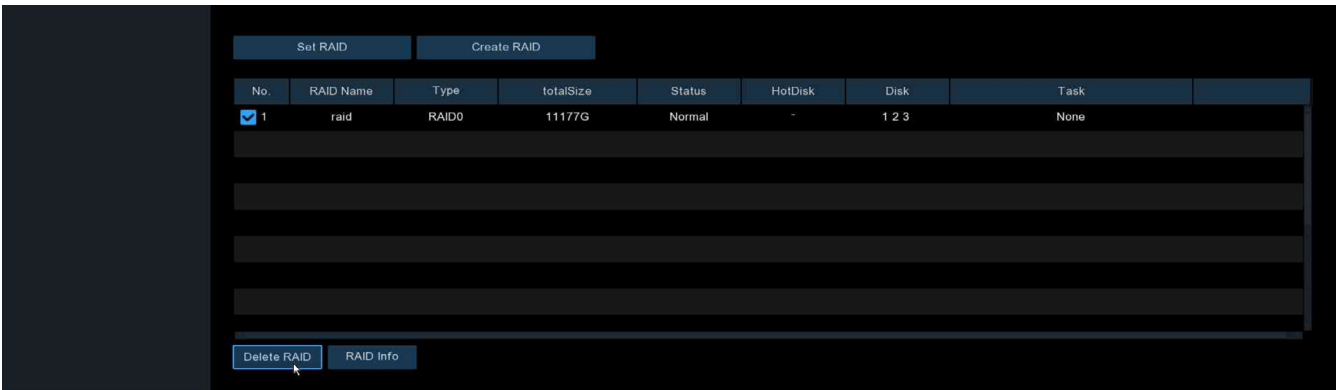 Set RAID Create RAID
No. RAID Name Type totalSize Status HotDisk Disk Task
1 raid RAID0 11177G Normal - 1 2 3 None
Delete RAID RAID Info